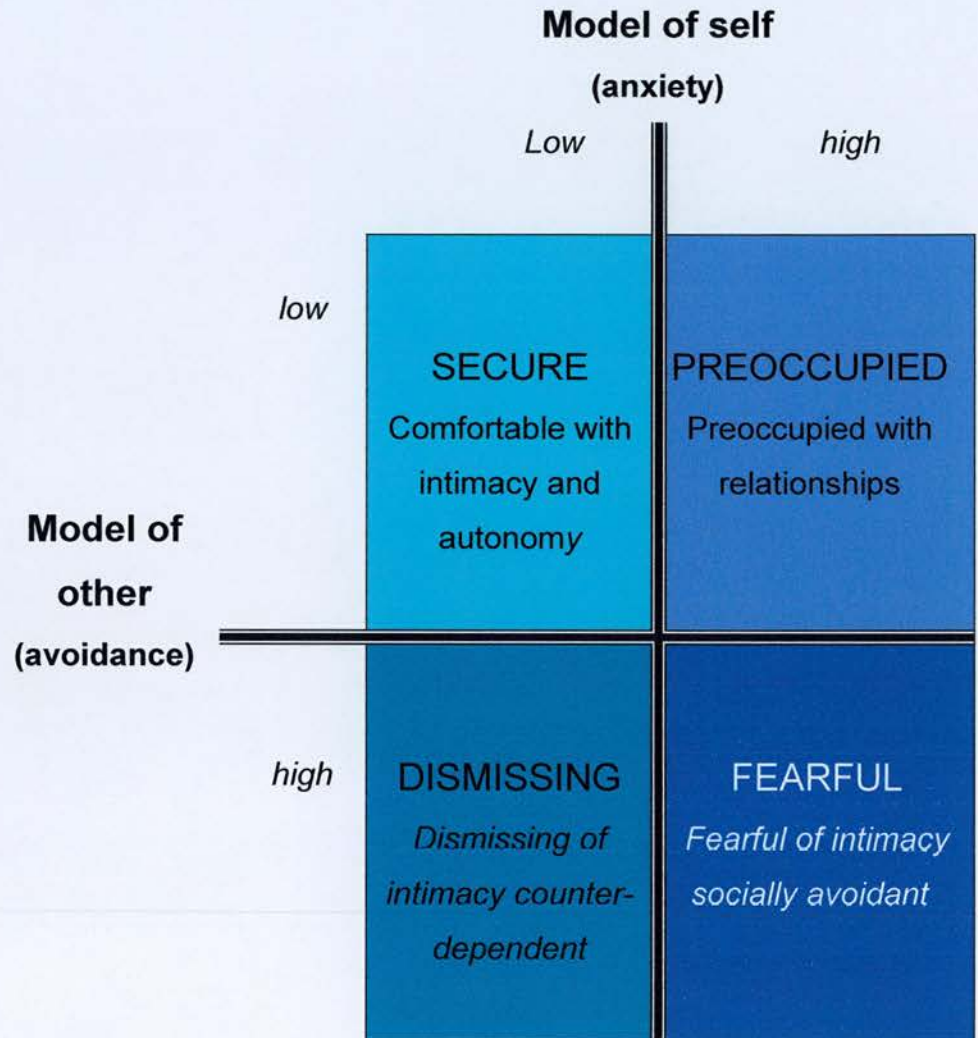 Model of self
(anxiety)
Low
high
low
SECURE
Comfortable with
intimacy and
autonomy
PREOCCUPIED
Preoccupied with
relationships
Model of
other
(avoidance)
high
DISMISSING
Dismissing of
intimacy counter-
dependent
FEARFUL
Fearful of intimacy
socially avoidant